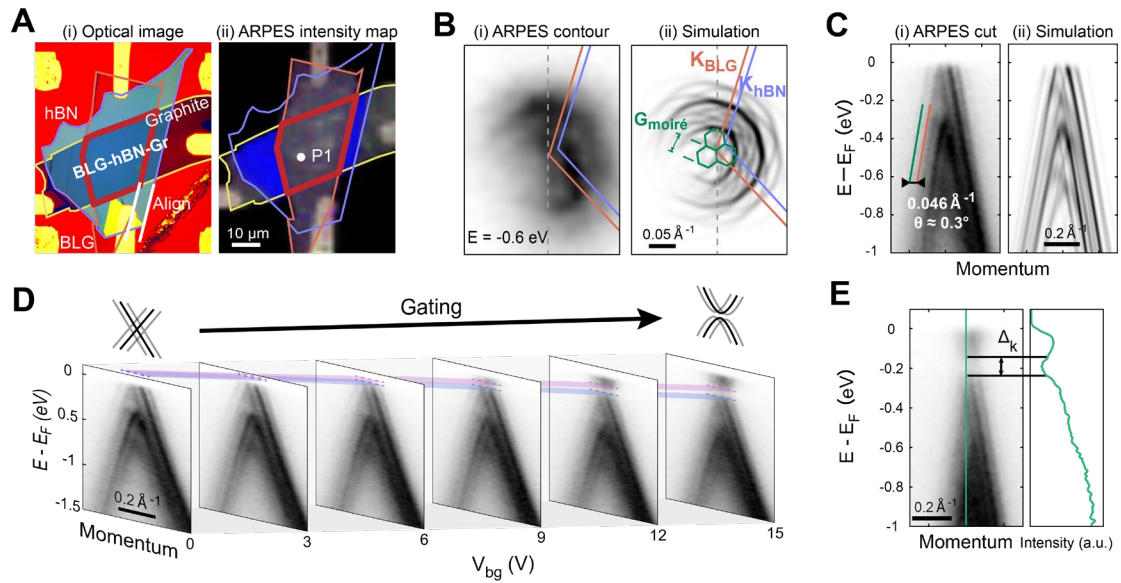 A
(i) Optical image
(ii) ARPES intensity map
hBN
Graphite
BLG-hBN-Gr
Align
BLG
P1
10 μm
B
(i) ARPES contour
(ii) Simulation
E = -0.6 eV
K_BLG
K_hBN
G_moiré
0.05 Å⁻¹
C
(i) ARPES cut
(ii) Simulation
E − E_F (eV)
0
-0.2
-0.4
-0.6
-0.8
-1
0.046 Å⁻¹
θ ≈ 0.3°
0.2 Å⁻¹
Momentum
D
Gating
E - E_F (eV)
0
0.5
-1
-1.5
0.2 Å⁻¹
Momentum
0
3
6
9
12
15
V_bg (V)
E
E - E_F (eV)
0
-0.2
-0.4
-0.6
-0.8
-1
Δ_k
0.2 Å⁻¹
Momentum
Intensity (a.u.)